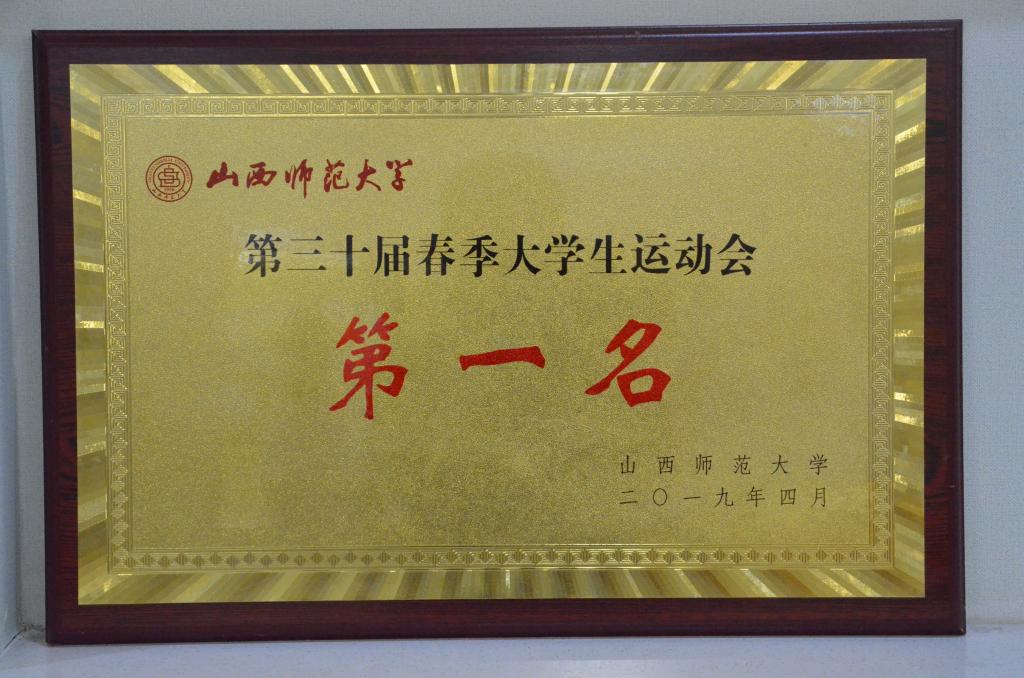 山西师范大学
第三十届春季大学生运动会
第一名
山西师范大学
二〇一九年四月